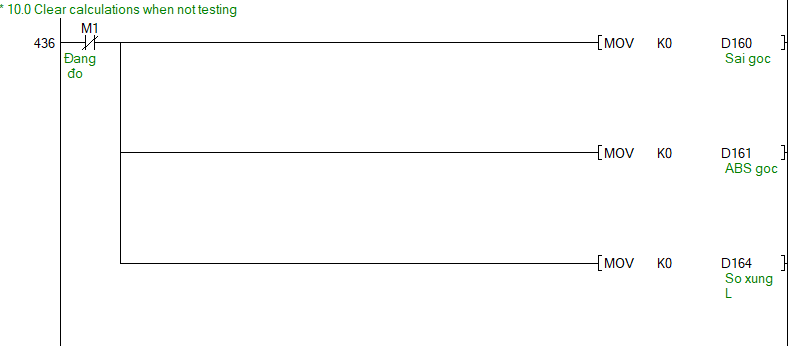 * 10.0 Clear calculations when not testing
M1
436
[MOV K0 D160 ]
Đang
đo
Sai goc
[MOV K0 D161 ]
ABS goc
[MOV K0 D164 ]
So xung
L